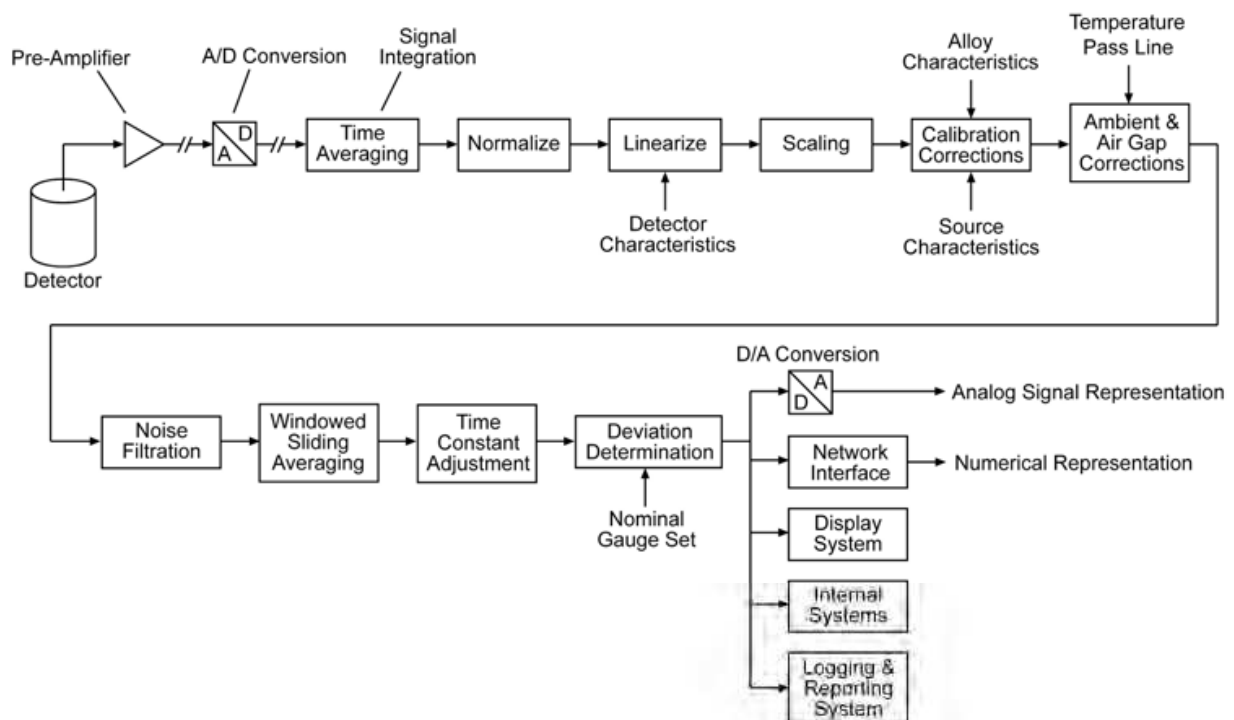 Pre-Amplifier
A/D Conversion
Signal
Integration
Alloy
Characteristics
Temperature
Pass Line
D
A
Time
Averaging
Normalize
Linearize
Scaling
Calibration
Corrections
Ambient &
Air Gap
Corrections
Detector
Detector
Characteristics
Source
Characteristics
Noise
Filtration
Windowed
Sliding
Averaging
Time
Constant
Adjustment
Deviation
Determination
Nominal
Gauge Set
D/A Conversion
A
D
Analog Signal Representation
Network
Interface
Numerical Representation
Display
System
Internal
Systems
Logging &
Reporting
System